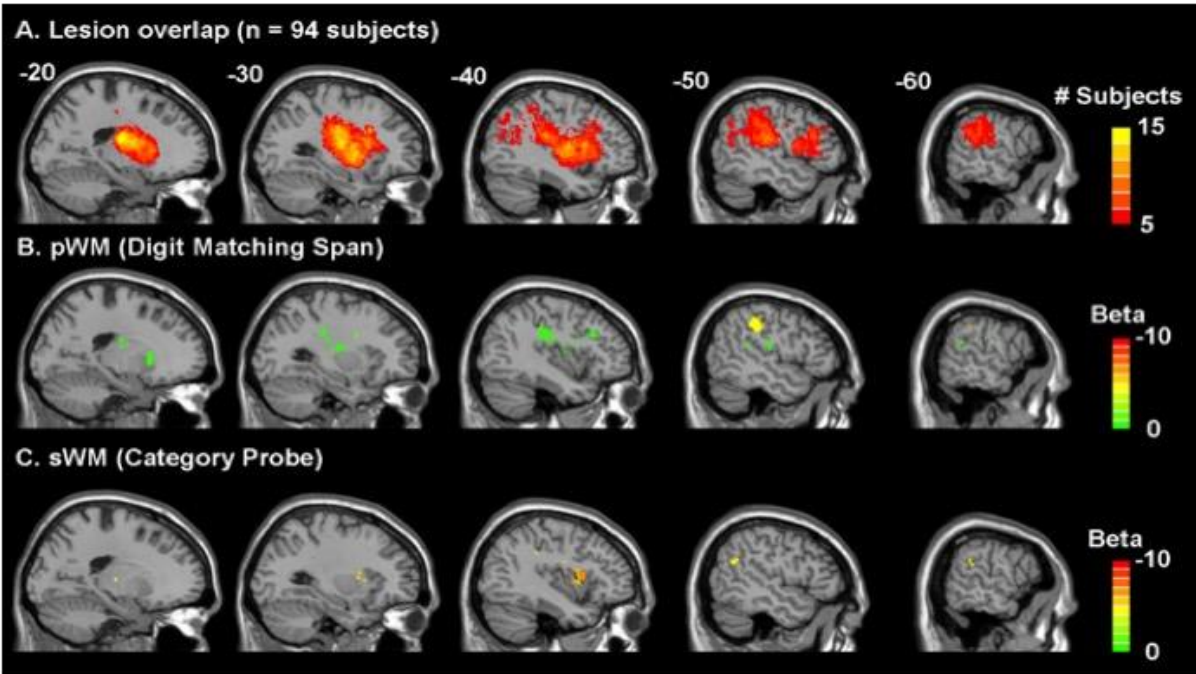 A. Lesion overlap (n = 94 subjects)
-20
-30
-40
-50
-60
# Subjects
15
5
B. pWM (Digit Matching Span)
Beta
-10
0
C. sWM (Category Probe)
Beta
-10
0